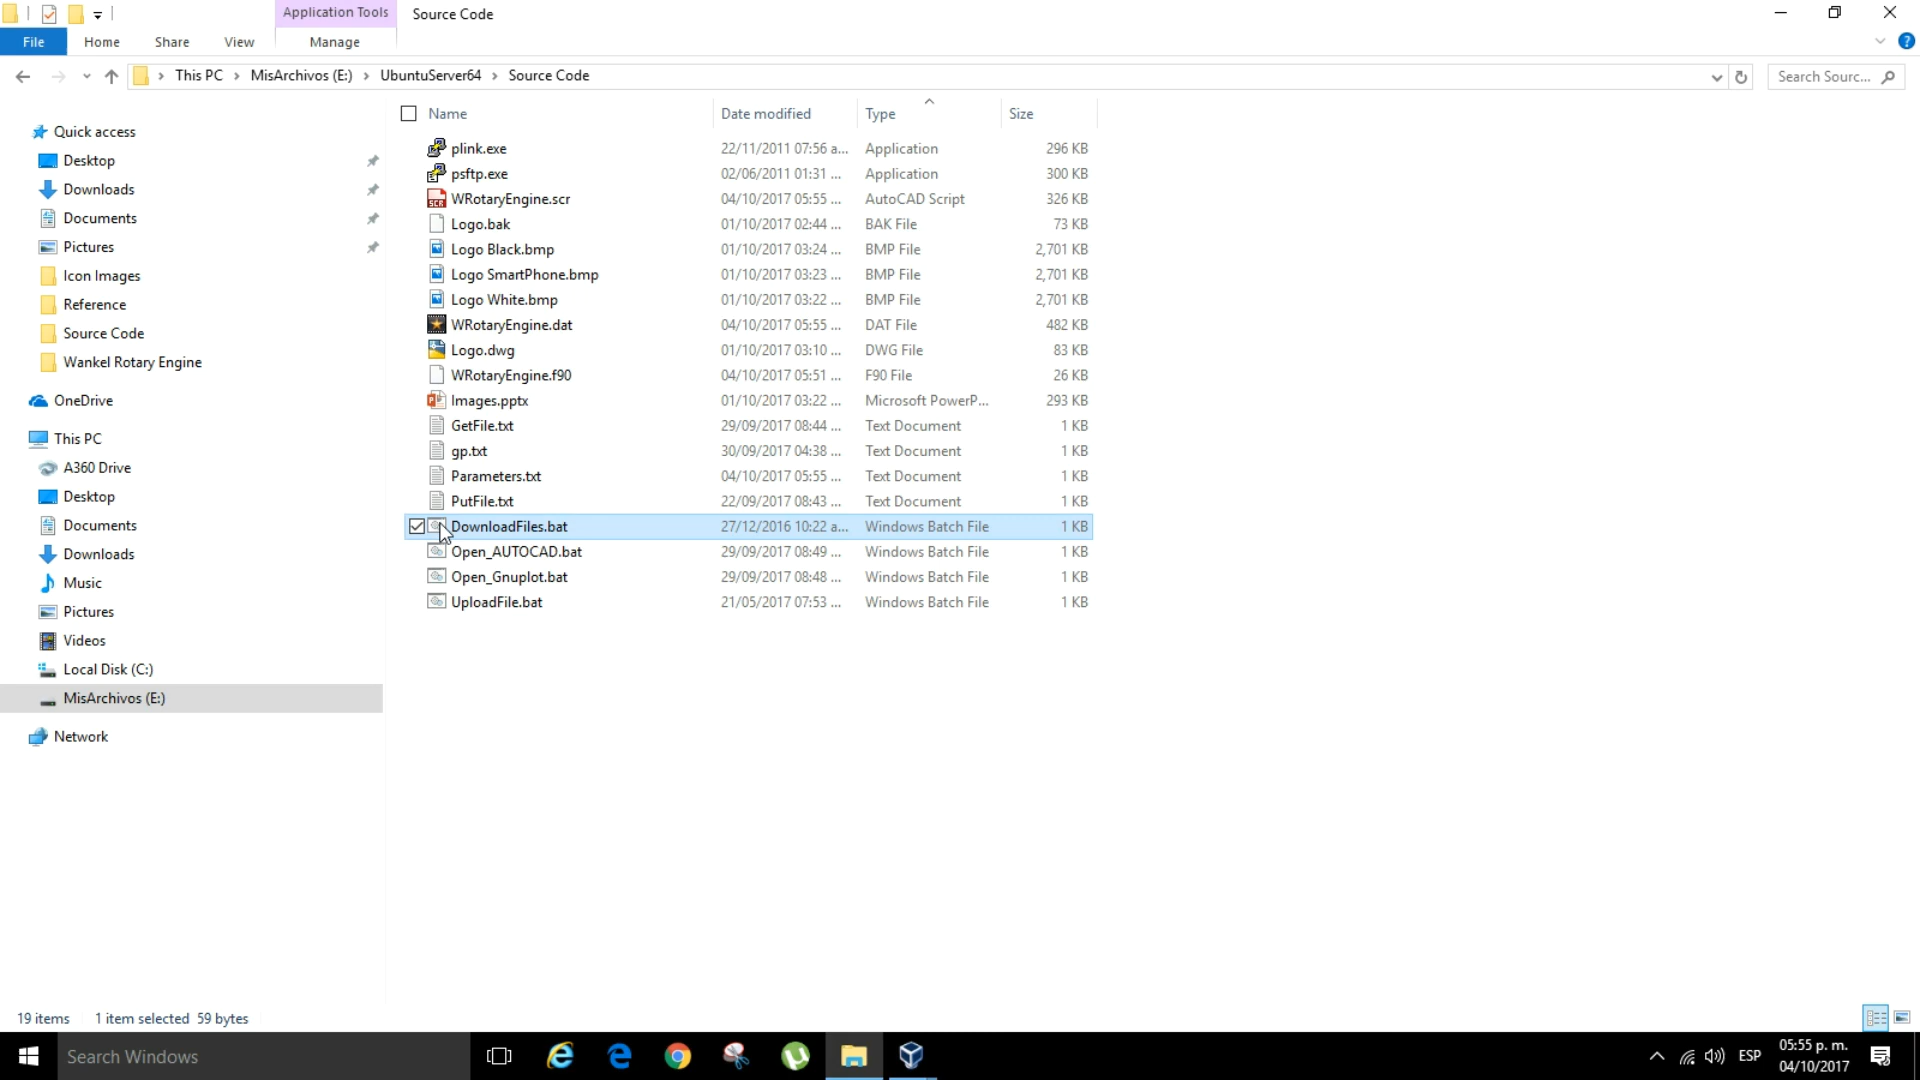 Application Tools
Source Code
File
Home
Share
View
Manage
This PC
MisArchivos (E:)
UbuntuServer64
Source Code
Search Sourc...
Quick access
Desktop
Downloads
Documents
Pictures
Icon Images
Reference
Source Code
Wankel Rotary Engine
OneDrive
This PC
A360 Drive
Desktop
Documents
Downloads
Music
Pictures
Videos
Local Disk (C:)
MisArchivos (E:)
Network
Name Date modified Type Size
plink.exe 22/11/2011 07:56 a... Application 296 KB
psftp.exe 02/06/2011 01:31 ... Application 300 KB
WRotaryEngine.scr 04/10/2017 05:55 ... AutoCAD Script 326 KB
Logo.bak 01/10/2017 02:44 ... BAK File 73 KB
Logo Black.bmp 01/10/2017 03:24 ... BMP File 2,701 KB
Logo SmartPhone.bmp 01/10/2017 03:23 ... BMP File 2,701 KB
Logo White.bmp 01/10/2017 03:22 ... BMP File 2,701 KB
WRotaryEngine.dat 04/10/2017 05:55 ... DAT File 482 KB
Logo.dwg 01/10/2017 03:10 ... DWG File 83 KB
WRotaryEngine.f90 04/10/2017 05:51 ... F90 File 26 KB
Images.pptx 01/10/2017 03:22 ... Microsoft PowerP... 293 KB
GetFile.txt 29/09/2017 08:44 ... Text Document 1 KB
gp.txt 30/09/2017 04:38 ... Text Document 1 KB
Parameters.txt 04/10/2017 05:55 ... Text Document 1 KB
PutFile.txt 22/09/2017 08:43 ... Text Document 1 KB
DownloadFiles.bat 27/12/2016 10:22 a... Windows Batch File 1 KB
Open_AUTOCAD.bat 29/09/2017 08:49 ... Windows Batch File 1 KB
Open_Gnuplot.bat 29/09/2017 08:48 ... Windows Batch File 1 KB
UploadFile.bat 21/05/2017 07:53 ... Windows Batch File 1 KB
19 items 1 item selected 59 bytes
Search Windows
ESP
05:55 p. m.
04/10/2017